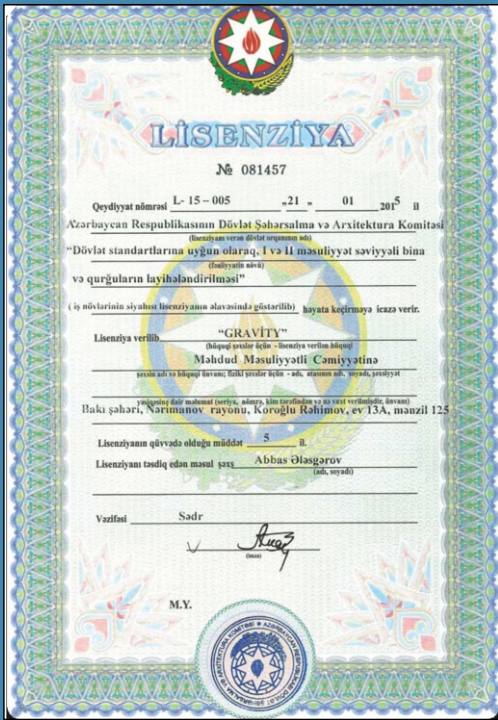 LİSENZİYA
№ 081457
Qeydiyyat nömrəsi L- 15 – 005 „21 „ 01 2015 il
Azərbaycan Respublikasının Dövlət Şəhərsalma və Arxitektura Komitəsi
(lisenziyanı verən dövlət orqanının adı)
"Dövlət standartlarına uyğun olaraq, I və II məsuliyyət səviyyəli bina
(fəaliyyətin növü)
və qurğuların layihələndirilməsi"
( iş növlərinin siyahısı lisenziyanın əlavəsində göstərilib) həyata keçirməyə icazə verir.
Lisenziya verilib "GRAVITY"
(hüquqi şəxslər üçün - lisenziya verilən hüquqi
Məhdud Məsuliyyətli Cəmiyyətinə
şəxsin adı və hüquqi ünvanı; fiziki şəxslər üçün - adı, atasının adı, soyadı, şəxsiyyət
vəsiqəsinə dair məlumat (seriya, nömrə, kim tərəfindən və nə vaxt verilmişdir, ünvanı)
Bakı şəhəri, Nərimanov rayonu, Koroğlu Rəhimov, ev 13A, mənzil 125
Lisenziyanın qüvvədə olduğu müddət 5 il.
Lisenziyanı təsdiq edən məsul şəxs Abbas Ələsgərov
(adı, soyadı)
Vəzifəsi Sədr
(imza)
M.Y.